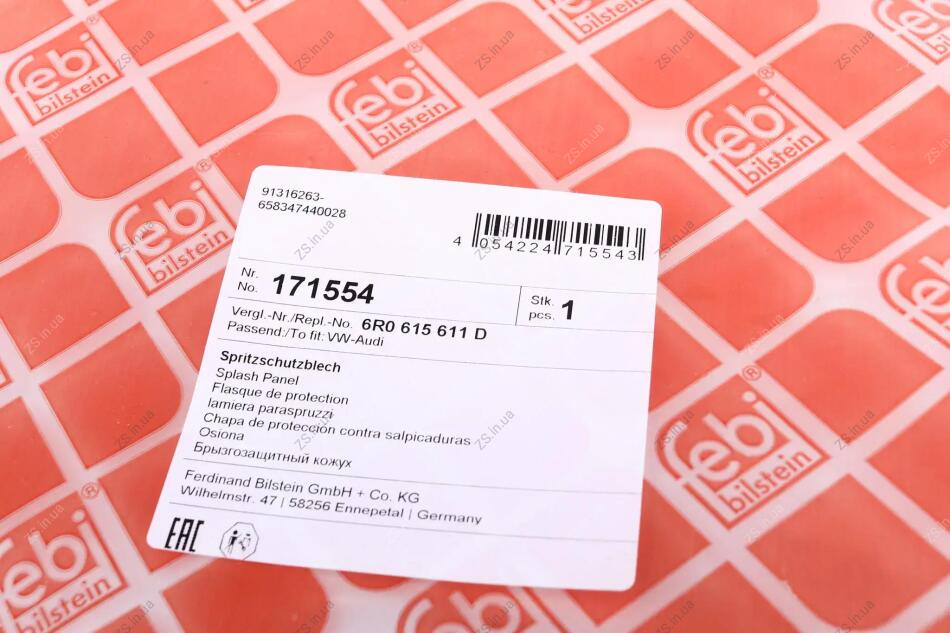 febi
bilstein
91316263-
658347440028
4 054224 715543
Nr.
No. 171554
Stk.
pcs. 1
Vergl.-Nr./Repl.-No. 6R0 615 611 D
Passend:/To fit: VW-Audi
Spritzschutzblech
Splash Panel
Flasque de protection
lamiera paraspruzzi
Chapa de protección contra salpicaduras
Osiona
Брызгозащитный кожух
Ferdinand Bilstein GmbH + Co. KG
Wilhelmstr. 47 | 58256 Ennepetal | Germany
EAC
ZS.in.ua